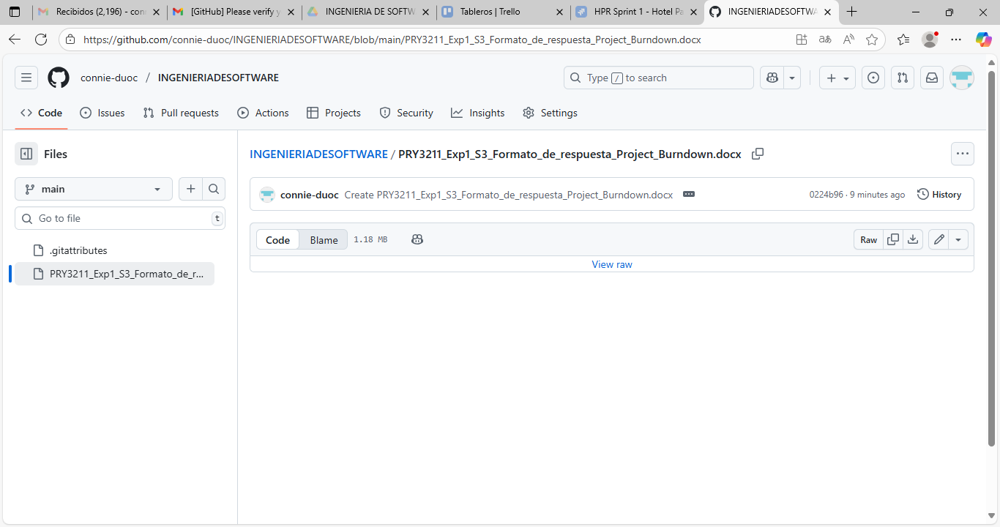 Recibidos (2,196) - con
[GitHub] Please verify y
INGENIERIA DE SOFTW
Tableros | Trello
HPR Sprint 1 - Hotel Pa
INGENIERIADESOFTWA
https://github.com/connie-duoc/INGENIERIADESOFTWARE/blob/main/PRY3211_Exp1_S3_Formato_de_respuesta_Project_Burndown.docx
connie-duoc / INGENIERIADESOFTWARE
Type / to search
Code Issues Pull requests Actions Projects Security Insights Settings
Files
main
Go to file t
.gitattributes
PRY3211_Exp1_S3_Formato_de_r...
INGENIERIADESOFTWARE / PRY3211_Exp1_S3_Formato_de_respuesta_Project_Burndown.docx
connie-duoc Create PRY3211_Exp1_S3_Formato_de_respuesta_Project_Burndown.docx 0224b96 · 9 minutes ago History
Code Blame 1.18 MB Raw
View raw